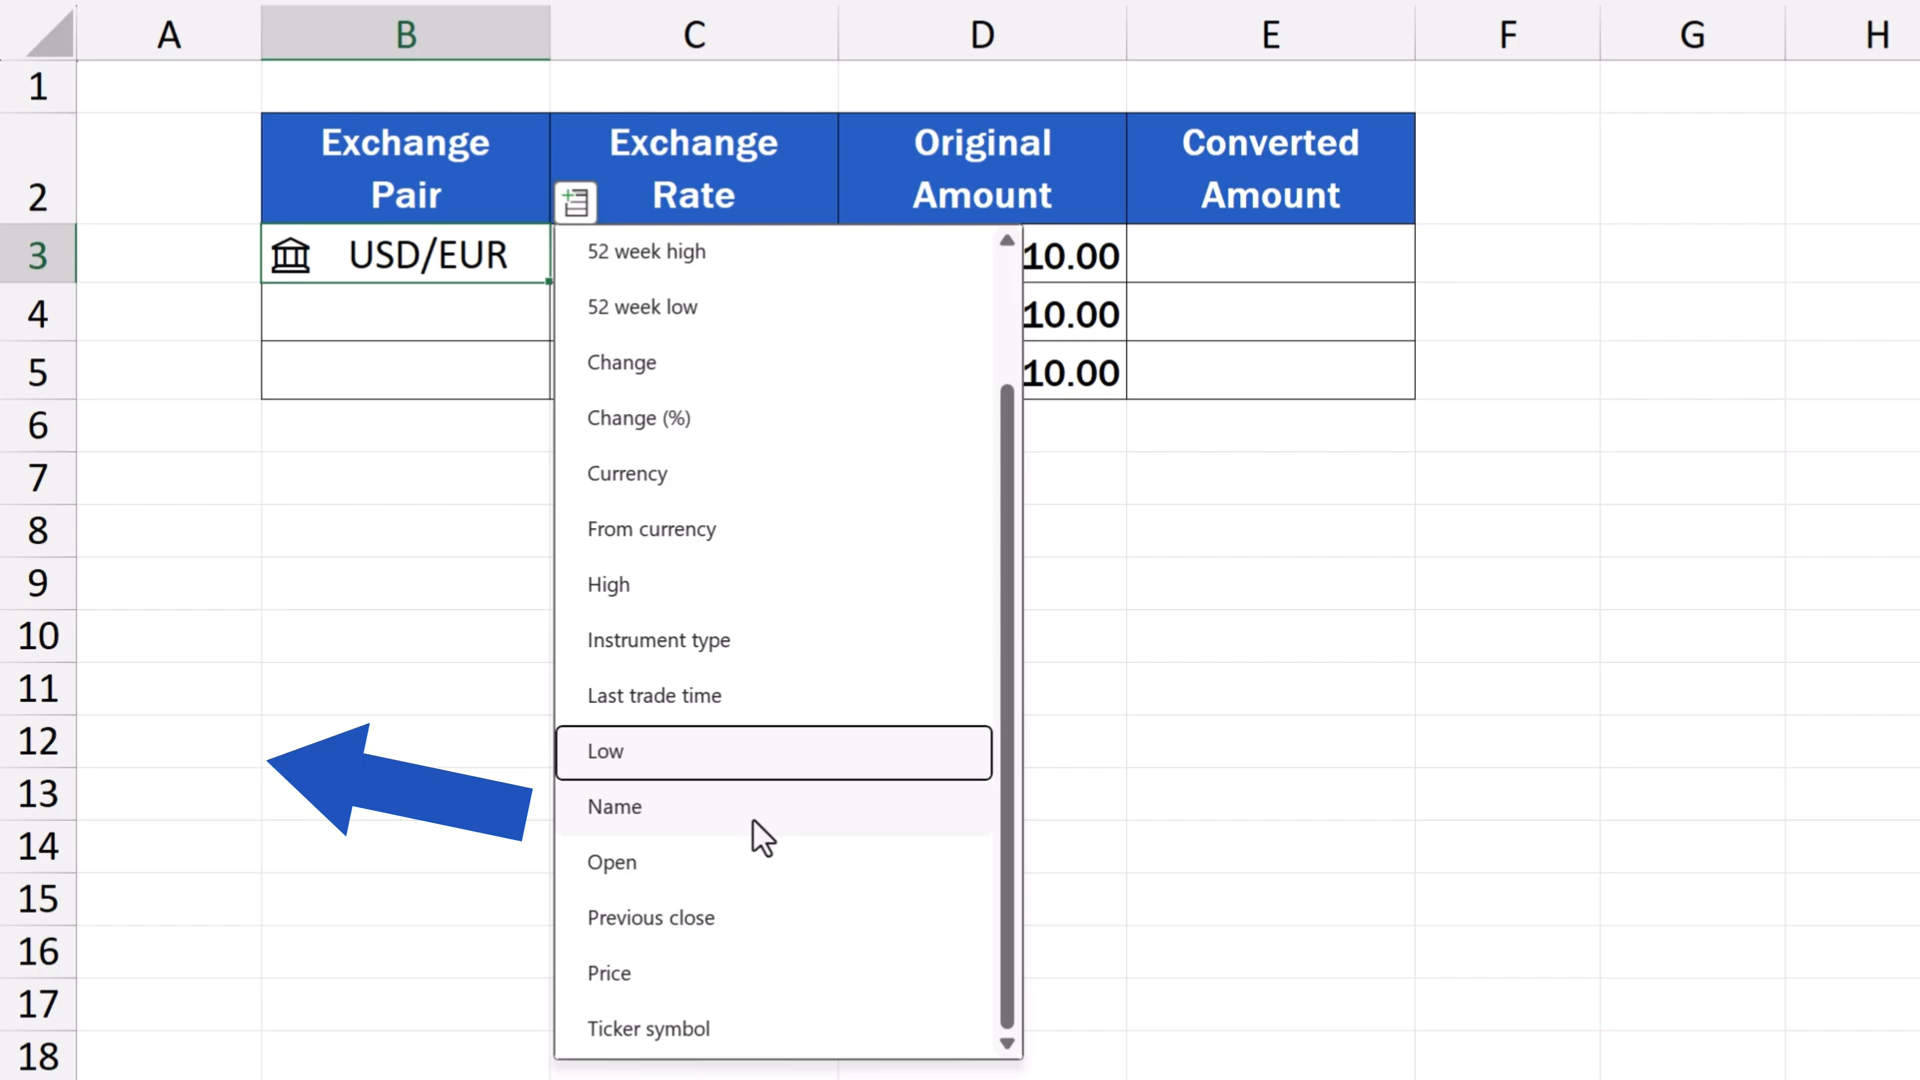 A B C D E F G H
1
2 Exchange Exchange Original Converted
Pair Rate Amount Amount
3 USD/EUR 10.00
4 10.00
5 10.00
6
7
8
9
10
11
12
13
14
15
16
17
18
52 week high
52 week low
Change
Change (%)
Currency
From currency
High
Instrument type
Last trade time
Low
Name
Open
Previous close
Price
Ticker symbol